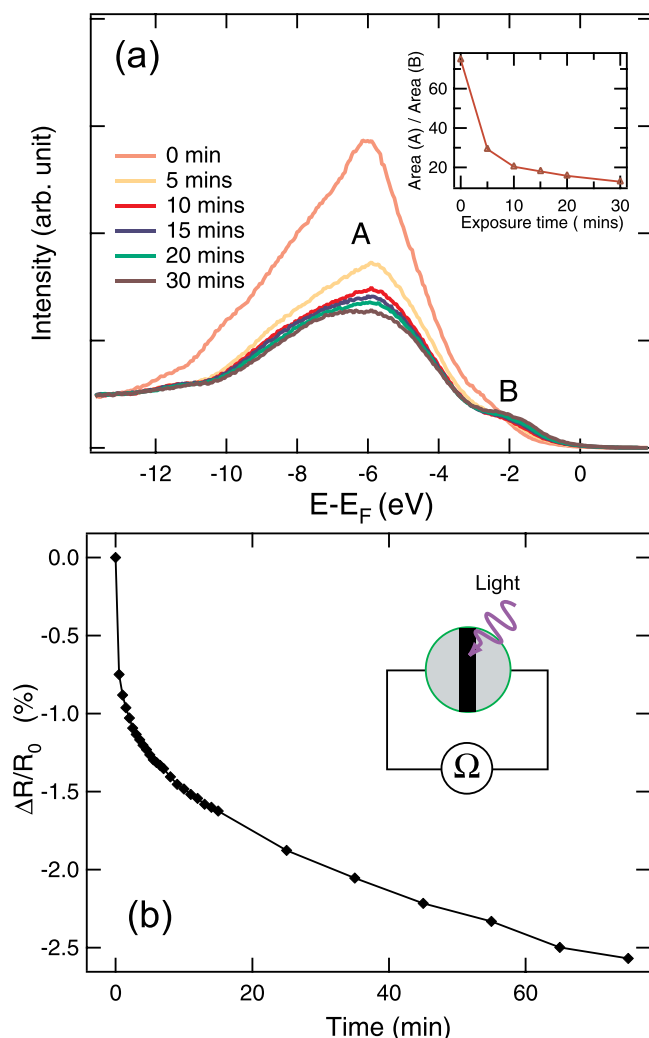 (a)
Intensity (arb. unit)
0 min
5 mins
10 mins
15 mins
20 mins
30 mins
A
B
-12 -10 -8 -6 -4 -2 0
E-E_F (eV)
Area (A) / Area (B)
60
40
20
0 10 20 30
Exposure time ( mins)
(b)
ΔR/R₀ (%)
0.0
-0.5
-1.0
-1.5
-2.0
-2.5
Light
Ω
0 20 40 60
Time (min)